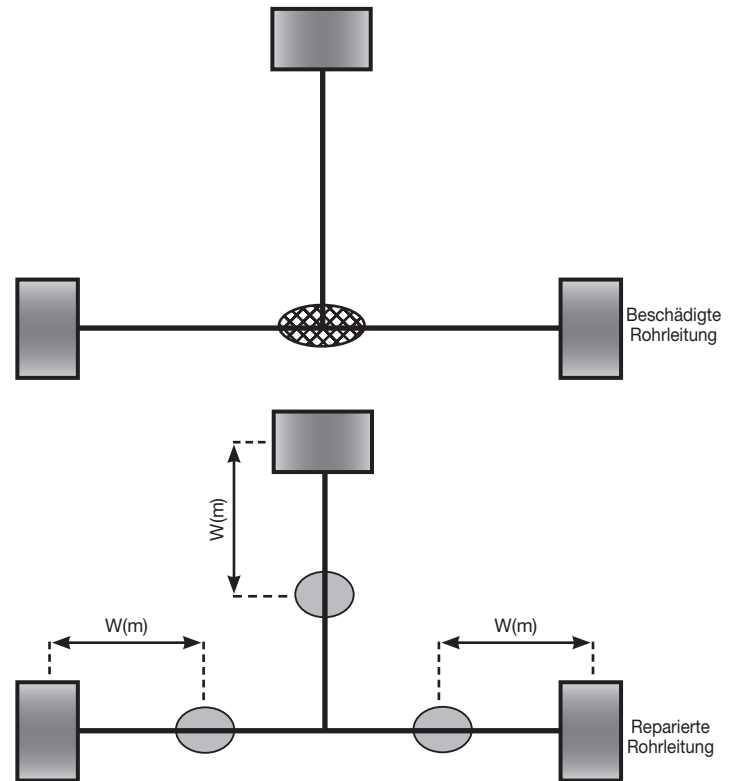 Beschädigte
Rohrleitung
W(m)
W(m)
W(m)
Reparierte
Rohrleitung